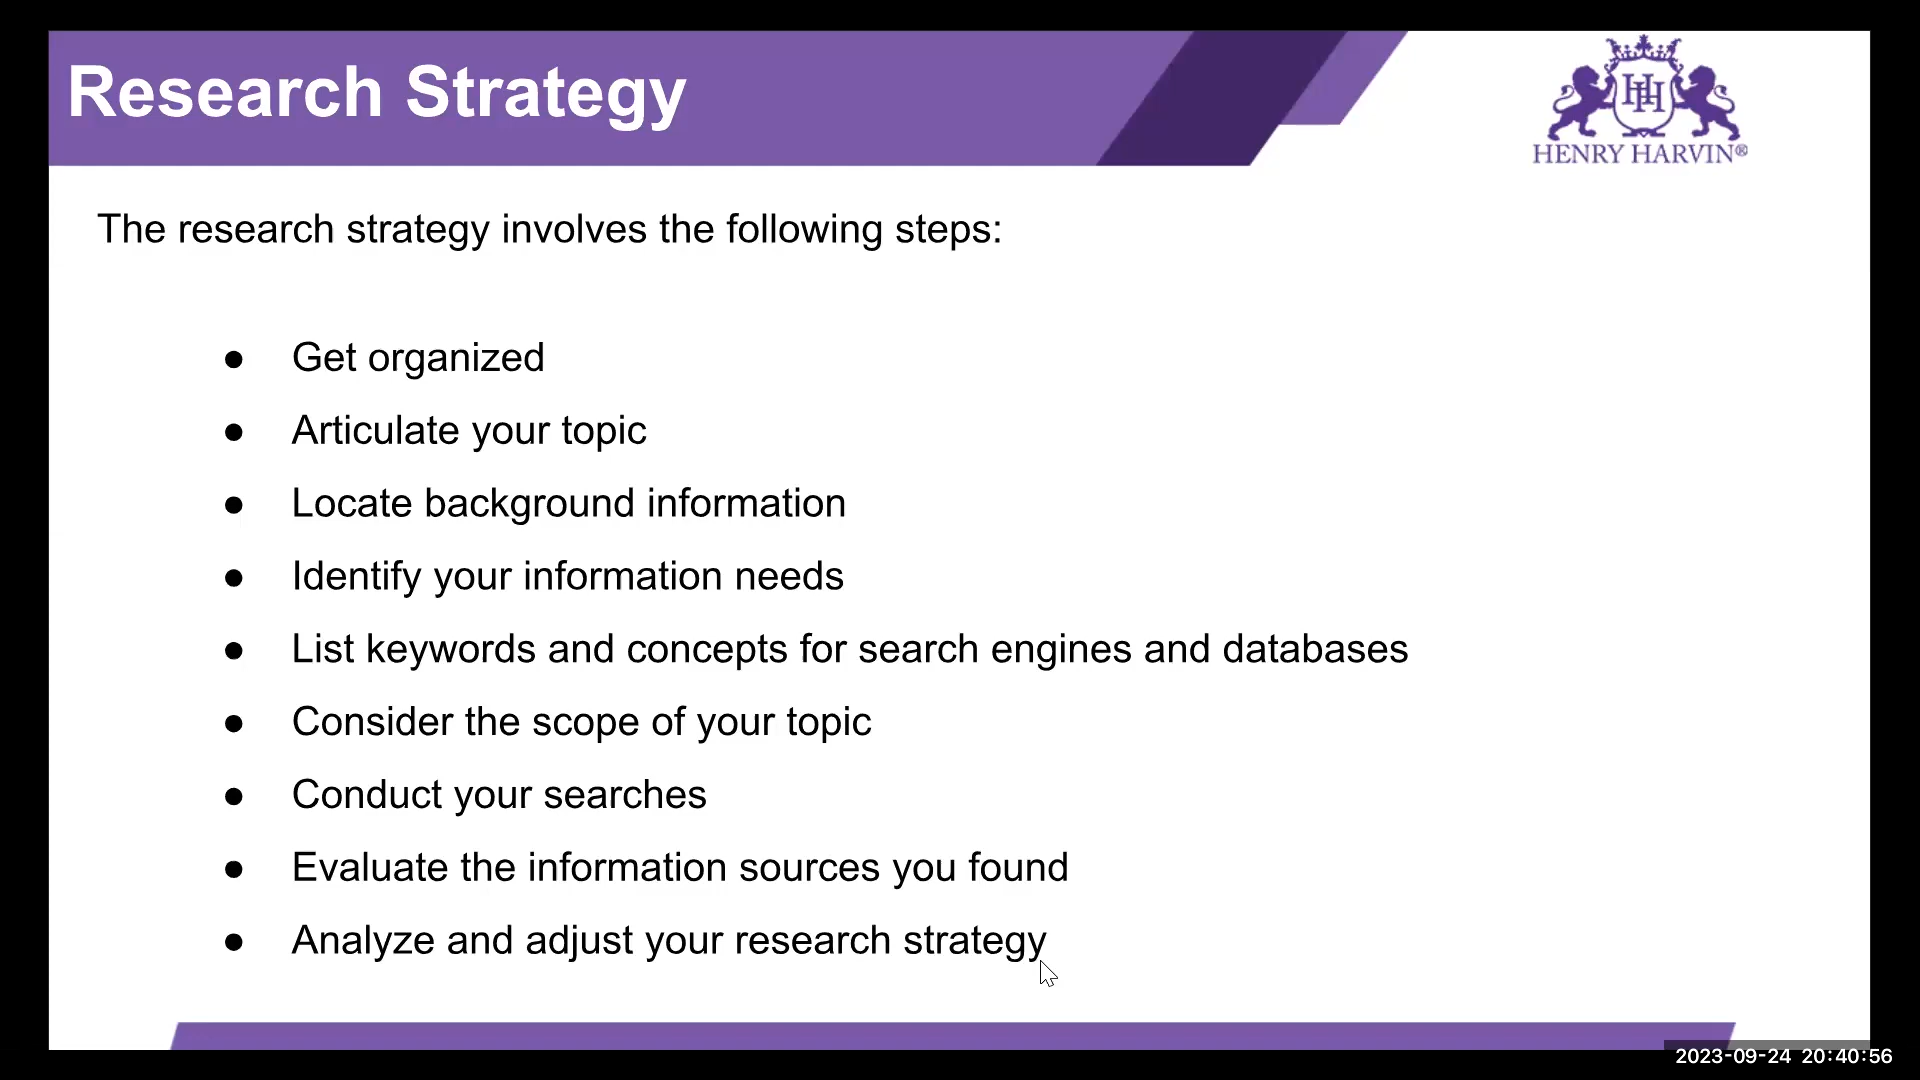 Research Strategy
HH
HENRY HARVIN®
The research strategy involves the following steps:
● Get organized
● Articulate your topic
● Locate background information
● Identify your information needs
● List keywords and concepts for search engines and databases
● Consider the scope of your topic
● Conduct your searches
● Evaluate the information sources you found
● Analyze and adjust your research strategy
2023-09-24 20:40:56